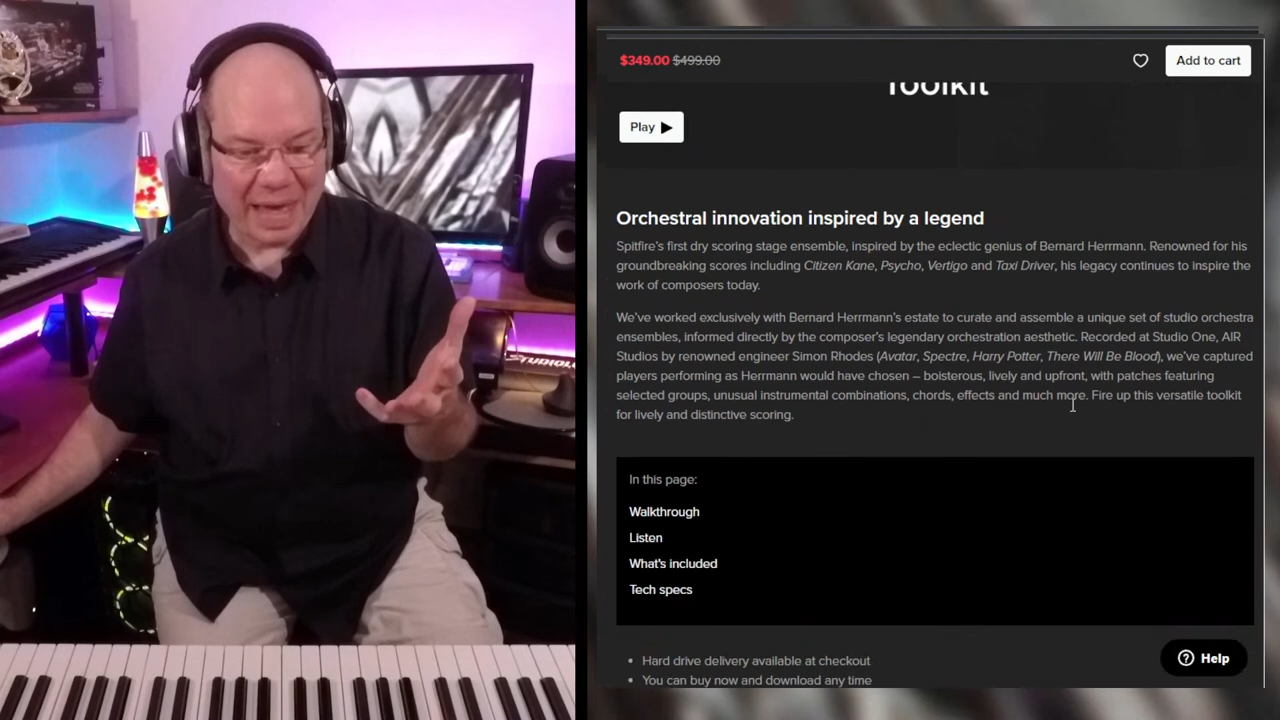 $349.00 $499.00
Add to cart
Toolkit
Play
Orchestral innovation inspired by a legend
Spitfire's first dry scoring stage ensemble, inspired by the eclectic genius of Bernard Herrmann. Renowned for his
groundbreaking scores including Citizen Kane, Psycho, Vertigo and Taxi Driver, his legacy continues to inspire the
work of composers today.
We've worked exclusively with Bernard Herrmann's estate to curate and assemble a unique set of studio orchestra
ensembles, informed directly by the composer's legendary orchestration aesthetic. Recorded at Studio One, AIR
Studios by renowned engineer Simon Rhodes (Avatar, Spectre, Harry Potter, There Will Be Blood), we've captured
players performing as Herrmann would have chosen – boisterous, lively and upfront, with patches featuring
selected groups, unusual instrumental combinations, chords, effects and much more. Fire up this versatile toolkit
for lively and distinctive scoring.
In this page:
Walkthrough
Listen
What's included
Tech specs
Hard drive delivery available at checkout
You can buy now and download any time
Help